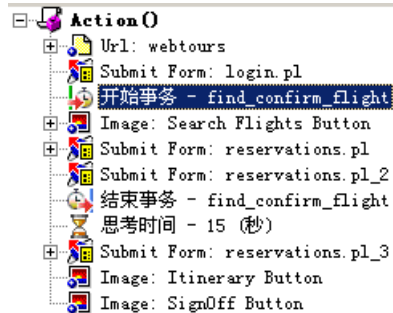 Action()
Url: webtours
Submit Form: login.pl
开始事务 - find_confirm_flight
Image: Search Flights Button
Submit Form: reservations.pl
Submit Form: reservations.pl_2
结束事务 - find_confirm_flight
思考时间 - 15 (秒)
Submit Form: reservations.pl_3
Image: Itinerary Button
Image: SignOff Button